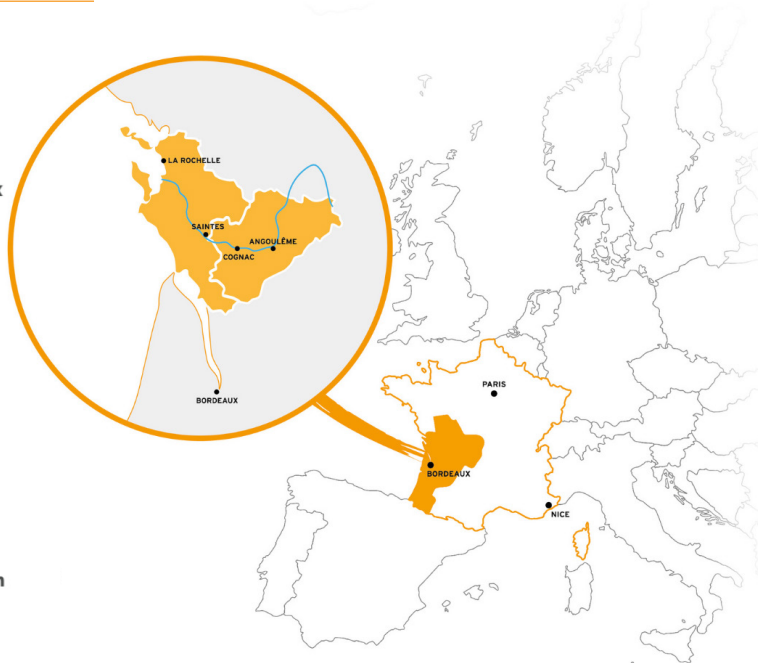 LA ROCHELLE
SAINTES
COGNAC
ANGOULÊME
BORDEAUX
PARIS
BORDEAUX
NICE